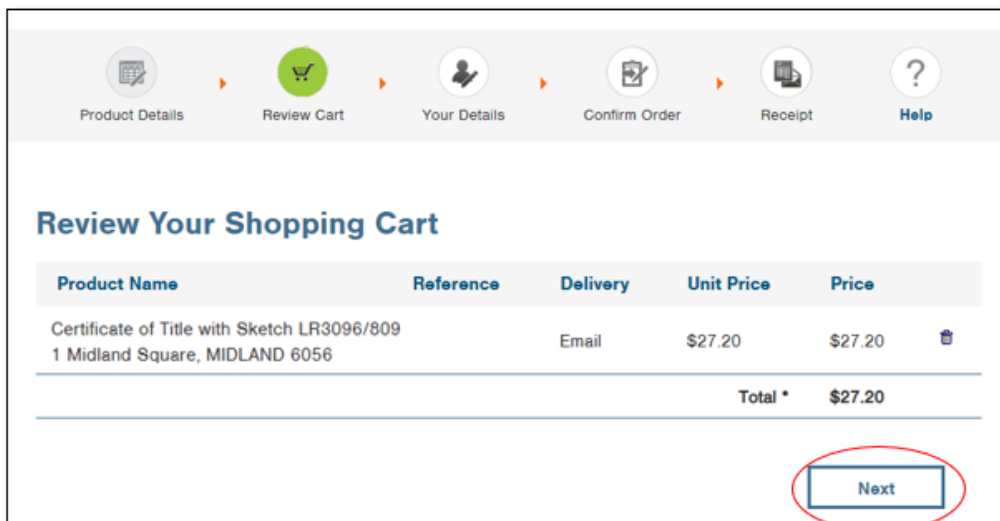 Product Details Review Cart Your Details Confirm Order Receipt Help
Review Your Shopping Cart
Product Name Reference Delivery Unit Price Price
Certificate of Title with Sketch LR3096/809
1 Midland Square, MIDLAND 6056
Email $27.20 $27.20
Total * $27.20
Next